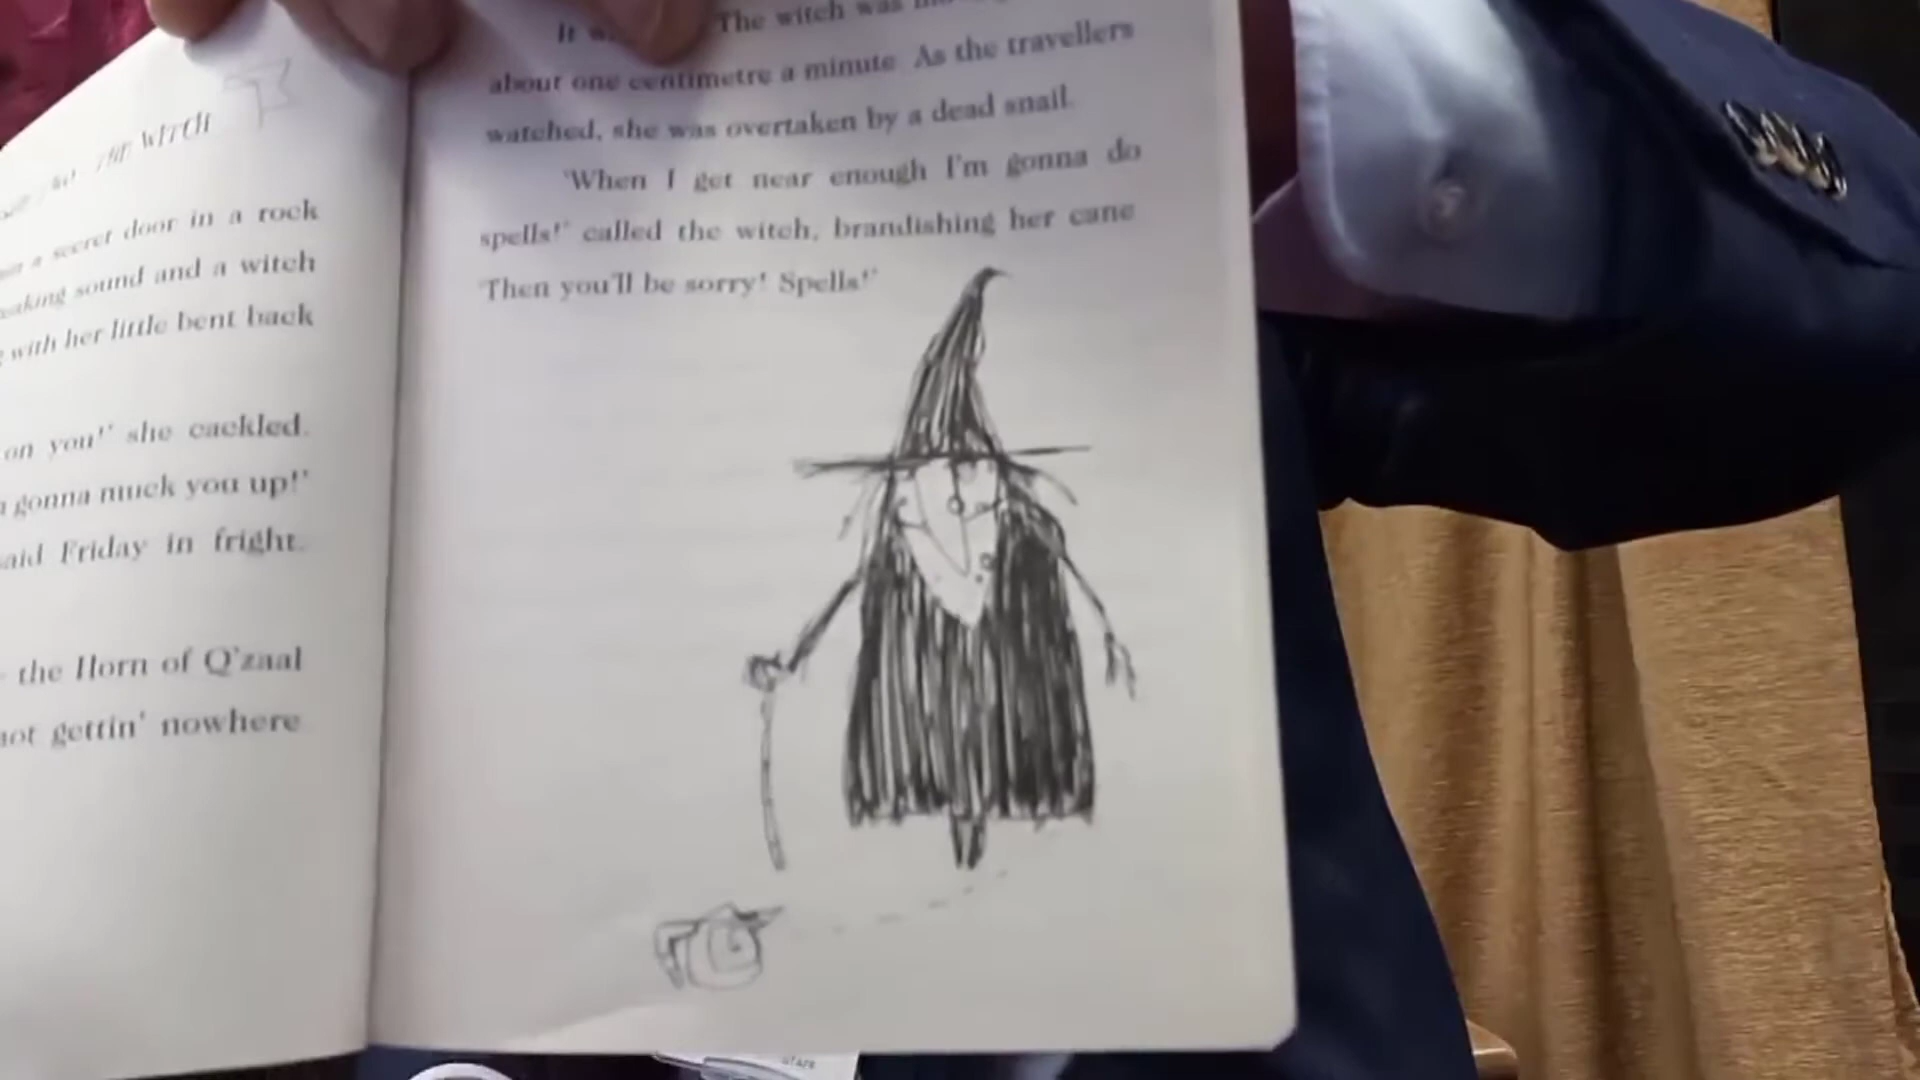 THE WITCH
a secret door in a rock
sound and a witch
with her little bent back
on you!' she cackled.
gonna muck you up!'
Friday in fright.
the Horn of Q'zaal
gettin' nowhere
It The witch was
about one centimetre a minute. As the travellers
watched, she was overtaken by a dead snail.
'When I get near enough I'm gonna do
spells!' called the witch, brandishing her cane
'Then you'll be sorry! Spells!'